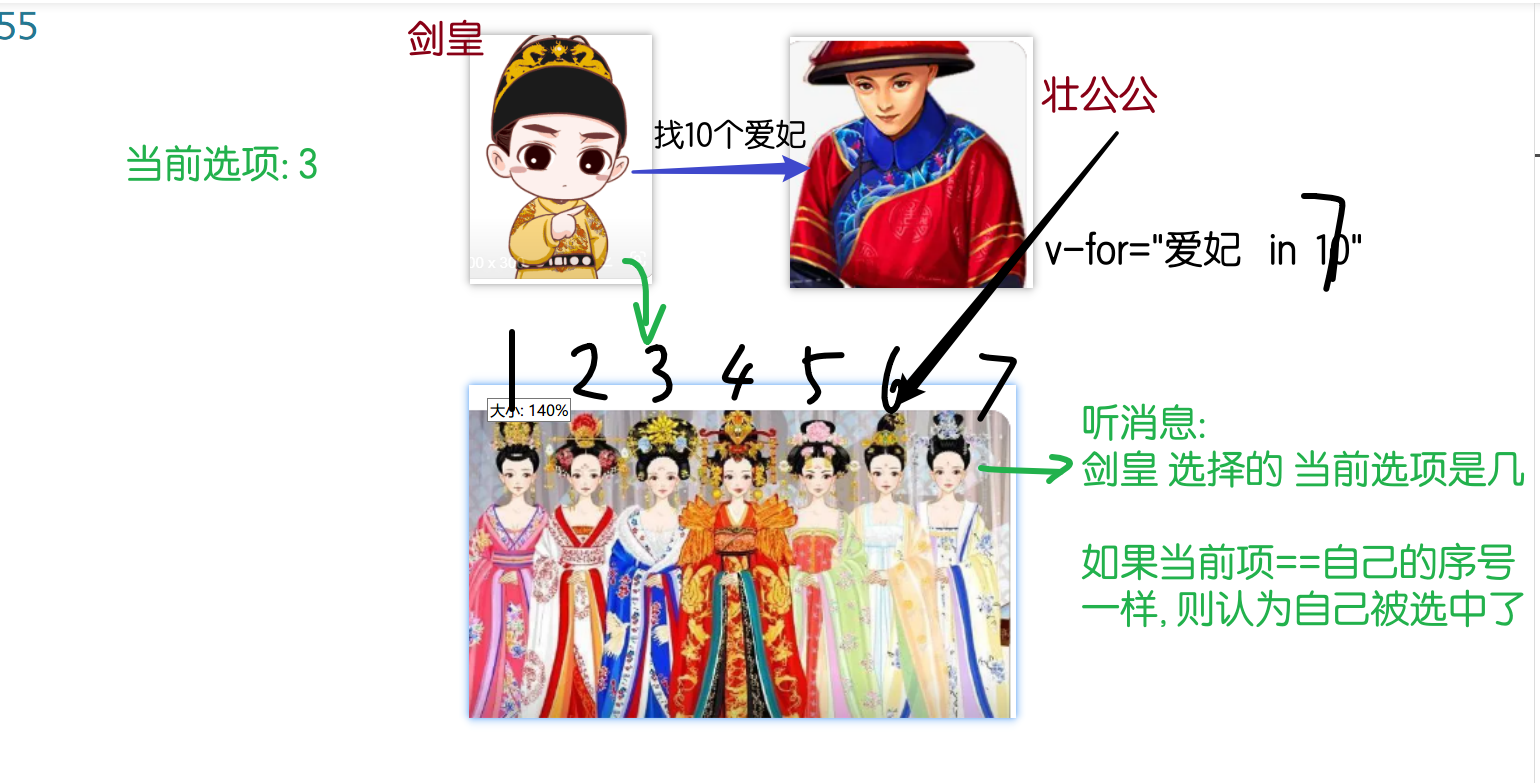 55
剑皇
壮公公
找10个爱妃
当前选项: 3
v-for="爱妃 in 10"
7
1 2 3 4 5 6 7
大小: 140%
听消息:
剑皇 选择的 当前选项是几
如果当前项==自己的序号
一样, 则认为自己被选中了